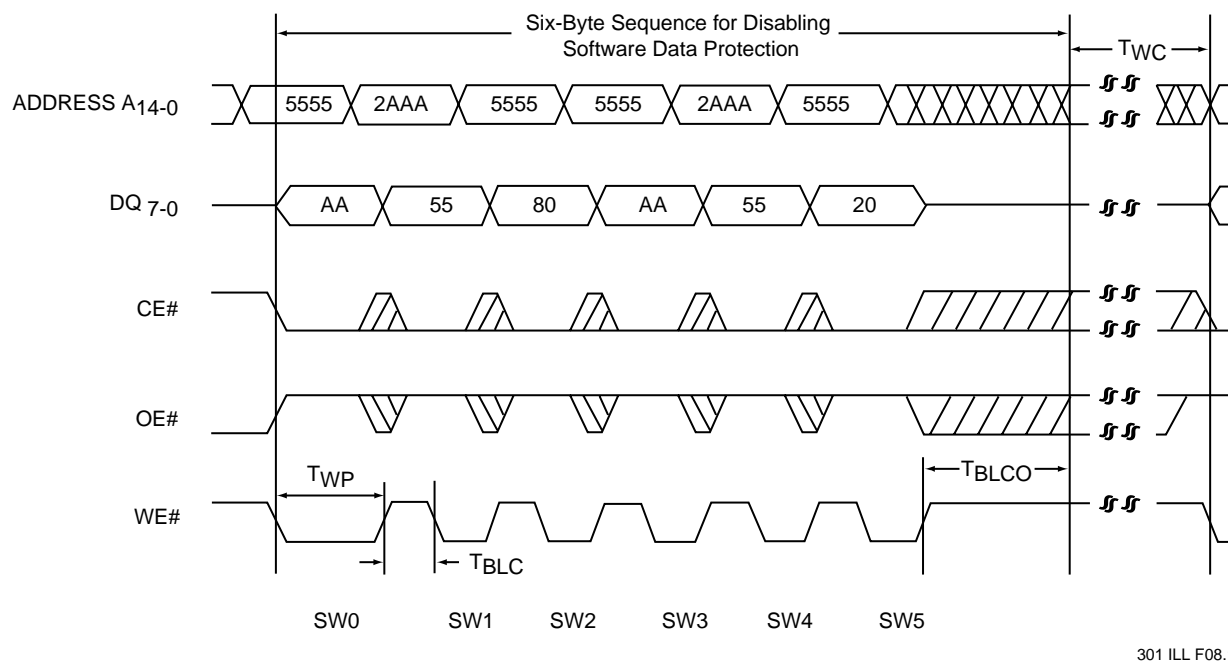 Six-Byte Sequence for Disabling
Software Data Protection
TWC
ADDRESS A14-0
5555 2AAA 5555 5555 2AAA 5555
DQ 7-0
AA 55 80 AA 55 20
CE#
OE#
TWP
TBLCO
WE#
TBLC
SW0 SW1 SW2 SW3 SW4 SW5
301 ILL F08.